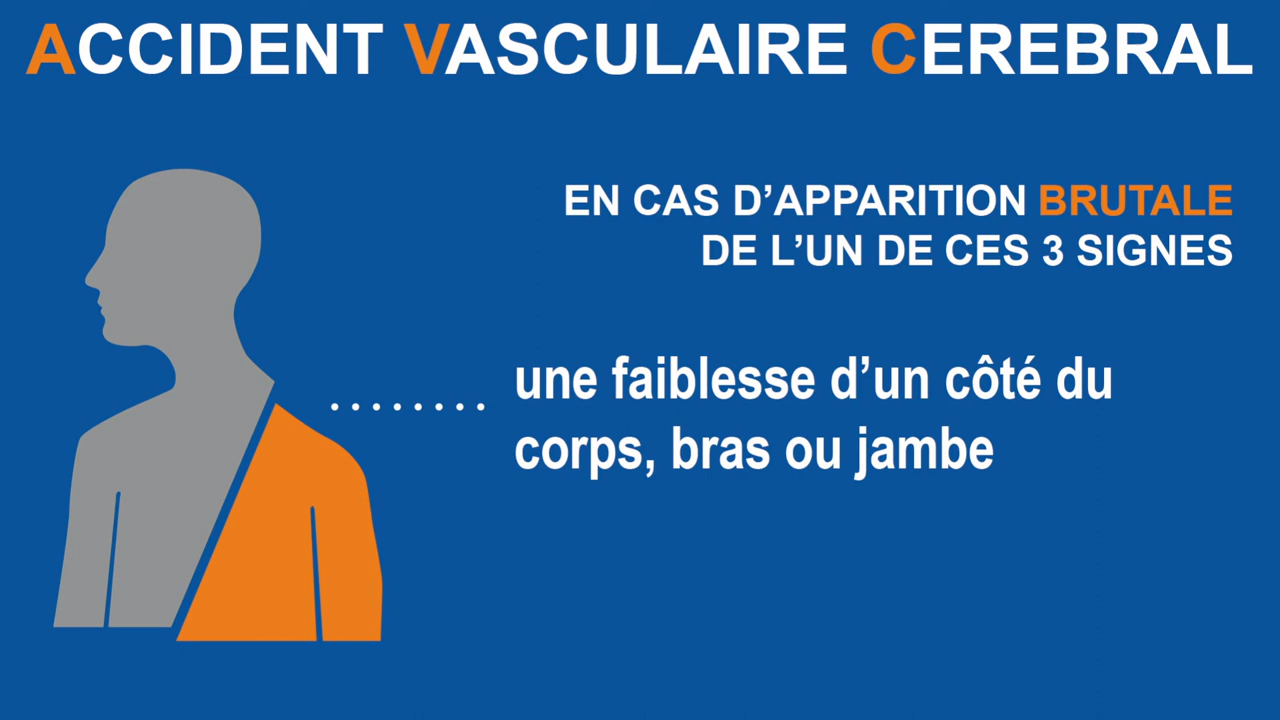 ACCIDENT VASCULAIRE CEREBRAL
EN CAS D’APPARITION BRUTALE
DE L’UN DE CES 3 SIGNES
une faiblesse d’un côté du
corps, bras ou jambe